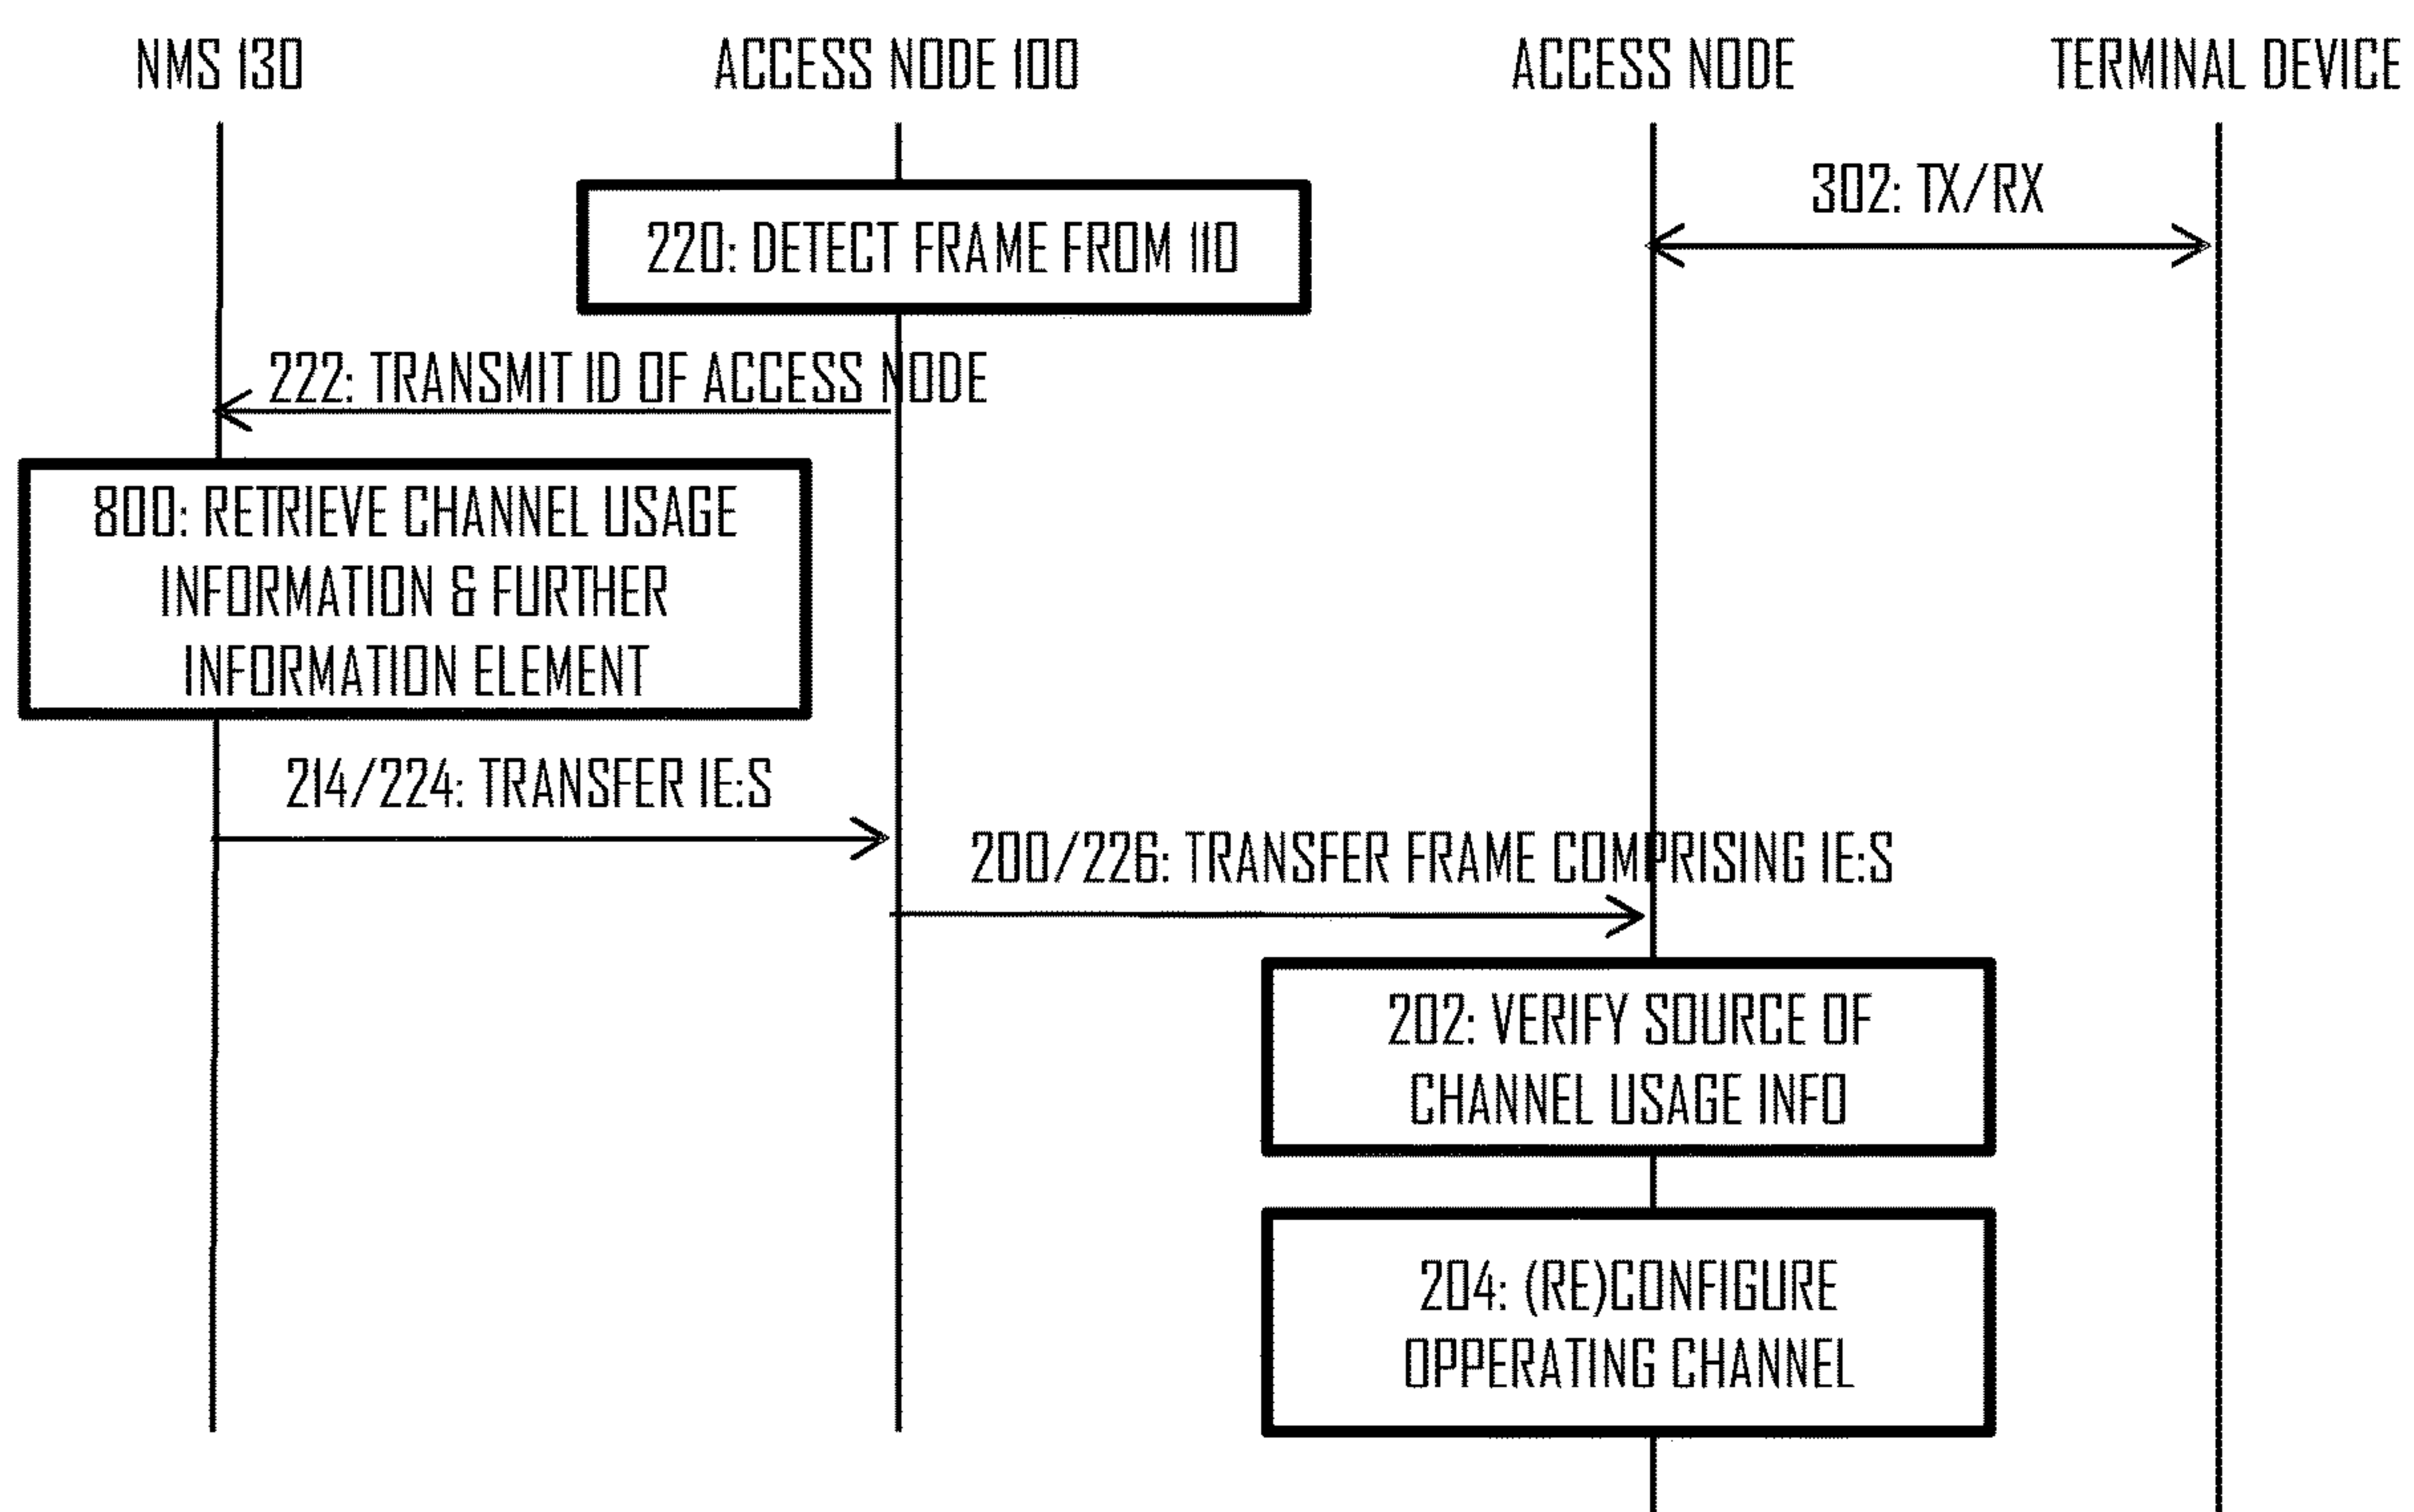 NMS 130
ACCESS NODE 100
ACCESS NODE
TERMINAL DEVICE
302: TX/RX
220: DETECT FRAME FROM 110
222: TRANSMIT ID OF ACCESS NODE
800: RETRIEVE CHANNEL USAGE
INFORMATION & FURTHER
INFORMATION ELEMENT
214/224: TRANSFER IE:S
200/226: TRANSFER FRAME COMPRISING IE:S
202: VERIFY SOURCE OF
CHANNEL USAGE INFO
204: (RE)CONFIGURE
OPPERATING CHANNEL